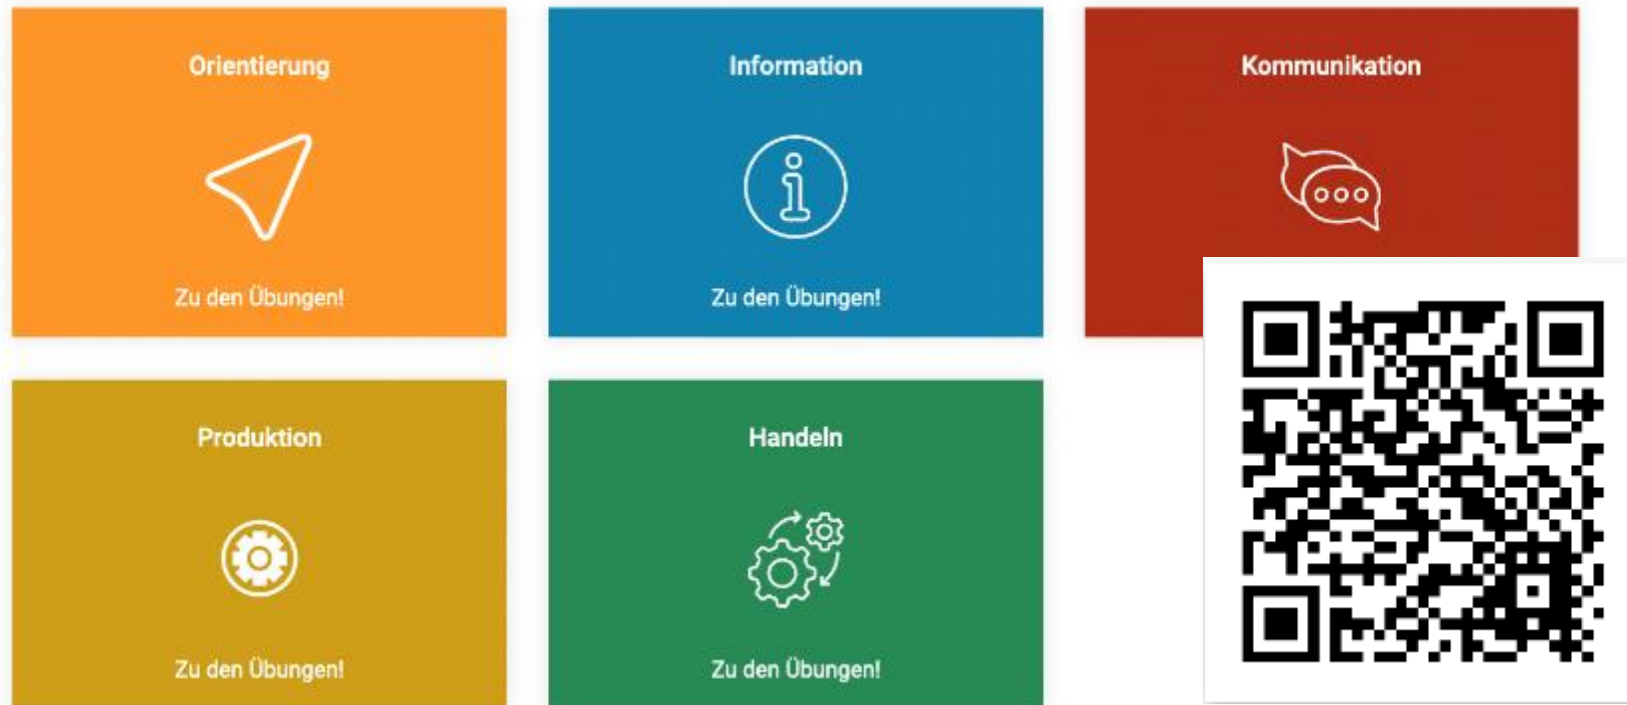 Orientierung
Zu den Übungen!
Information
Zu den Übungen!
Kommunikation
Produktion
Zu den Übungen!
Handeln
Zu den Übungen!